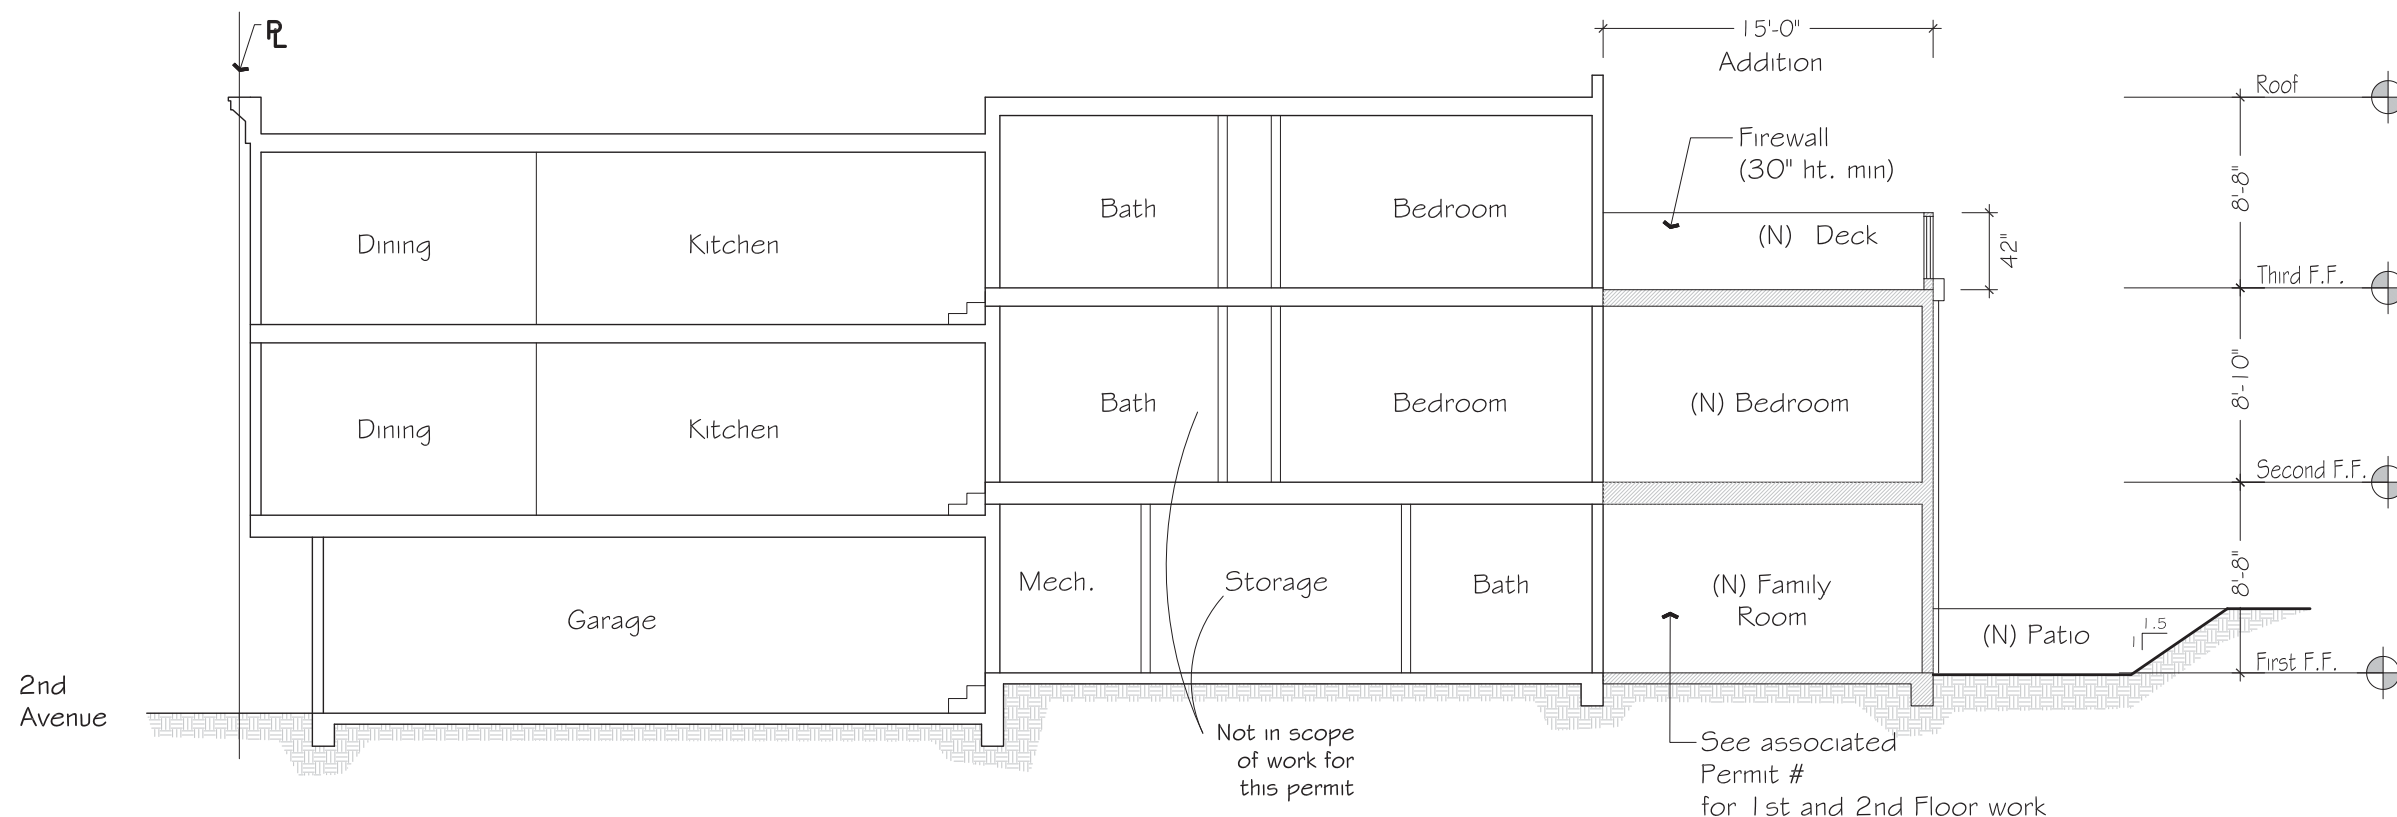 PL
15'-0"
Addition
Roof
Firewall
(30" ht. min)
8'-8"
Bath
Bedroom
(N) Deck
42"
Dining
Kitchen
Third F.F.
8'-10"
Bath
Bedroom
(N) Bedroom
Dining
Kitchen
Second F.F.
8'-8"
Mech.
Storage
Bath
(N) Family
Room
Garage
(N) Patio
1.5
1
First F.F.
2nd
Avenue
Not in scope
of work for
this permit
See associated
Permit #
for 1st and 2nd Floor work